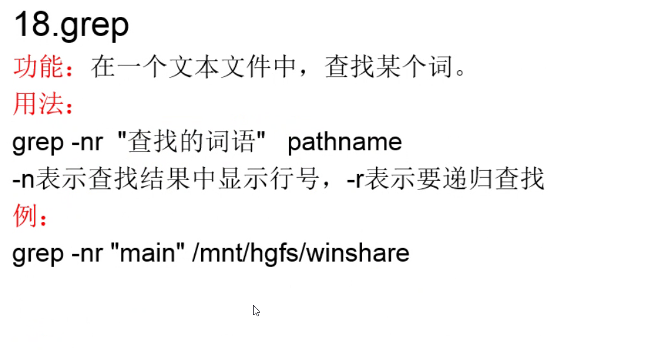 18.grep
功能：在一个文本文件中，查找某个词。
用法：
grep -nr  "查找的词语"   pathname
-n表示查找结果中显示行号，-r表示要递归查找
例：
grep -nr "main" /mnt/hgfs/winshare